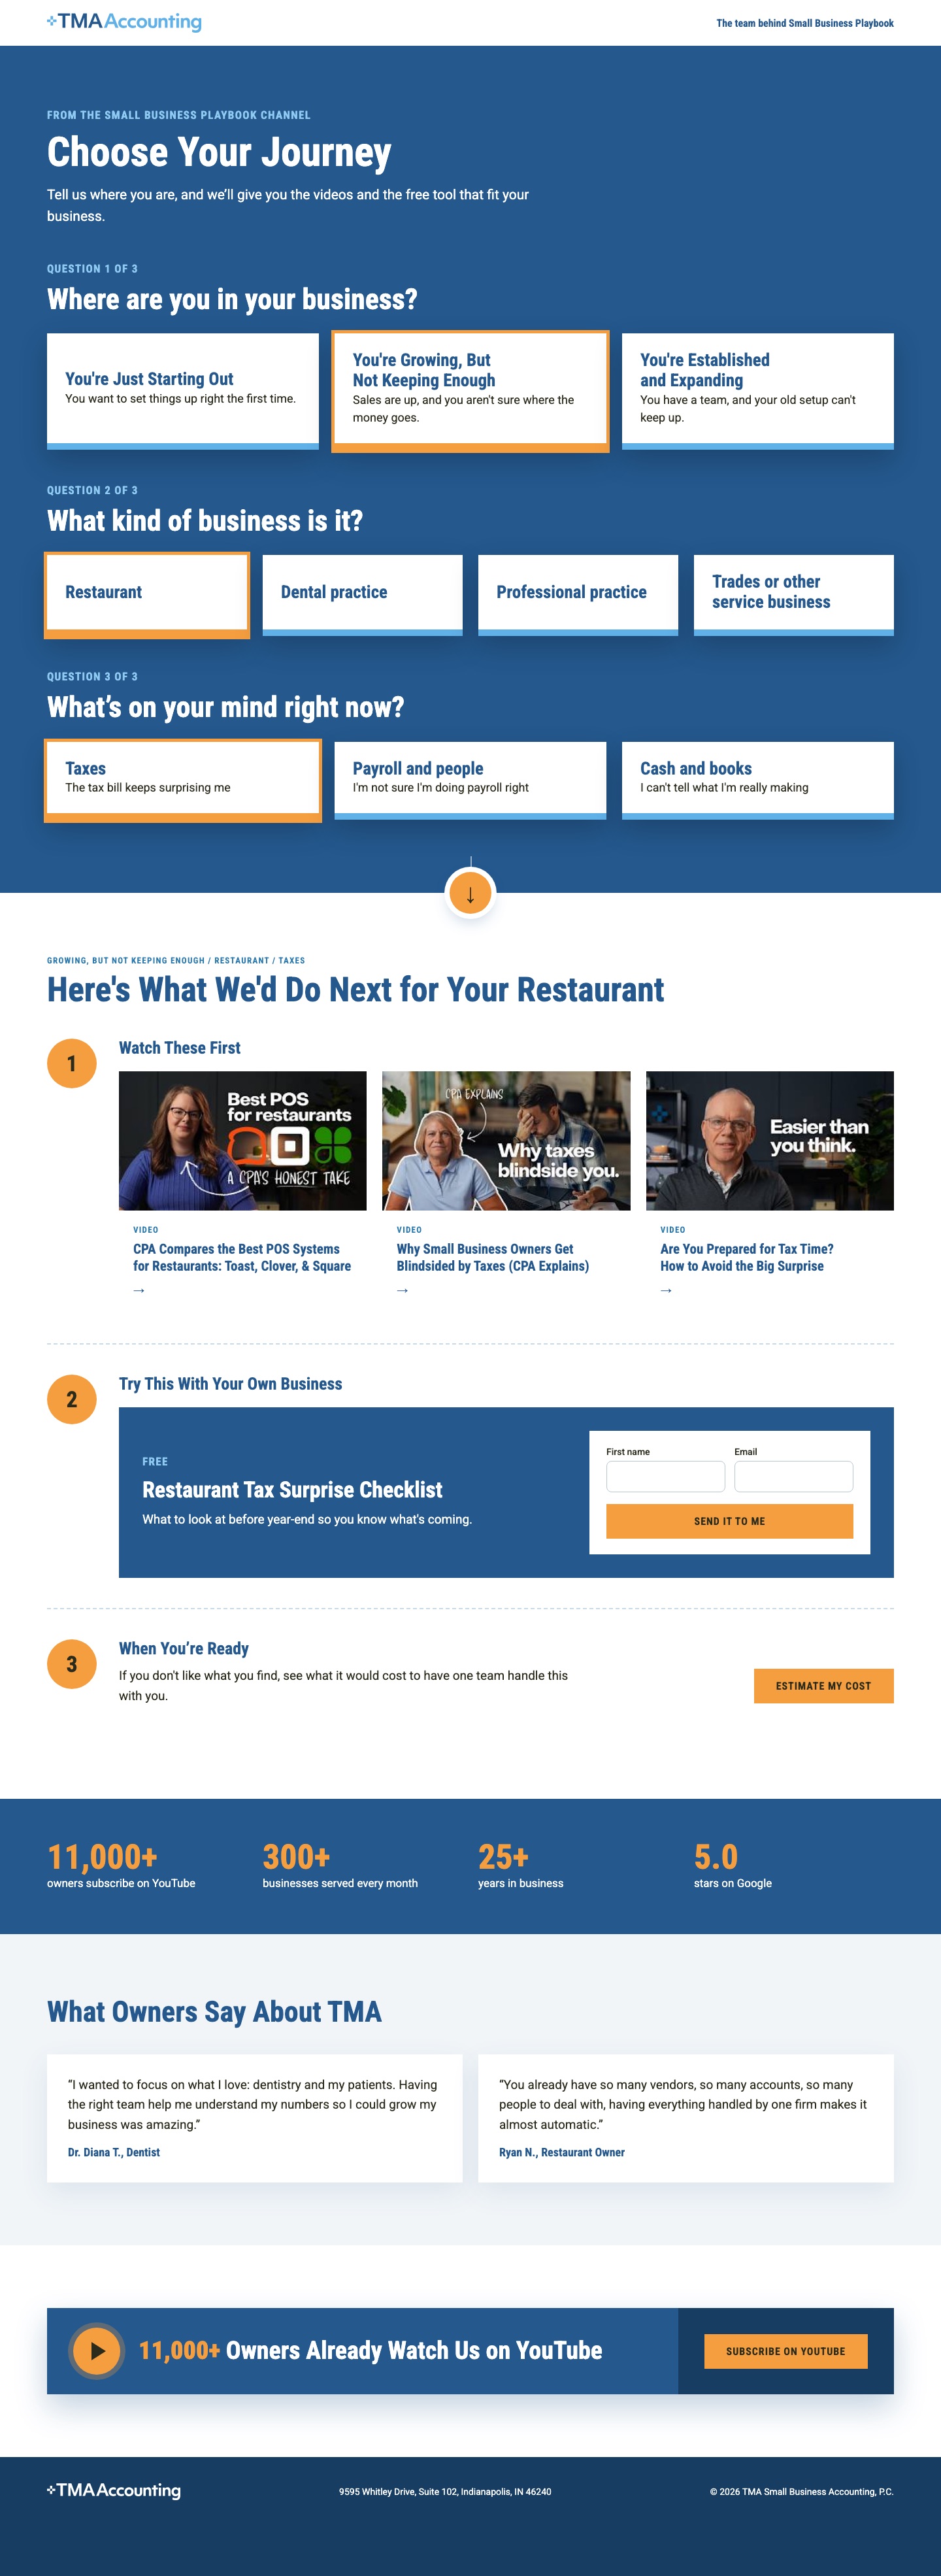 TMA Accounting
The team behind Small Business Playbook
FROM THE SMALL BUSINESS PLAYBOOK CHANNEL
Choose Your Journey
Tell us where you are, and we’ll give you the videos and the free tool that fit your
business.
QUESTION 1 OF 3
Where are you in your business?
You're Just Starting Out
You want to set things up right the first time.
You're Growing, But
Not Keeping Enough
Sales are up, and you aren't sure where the
money goes.
You're Established
and Expanding
You have a team, and your old setup can't
keep up.
QUESTION 2 OF 3
What kind of business is it?
Restaurant
Dental practice
Professional practice
Trades or other
service business
QUESTION 3 OF 3
What’s on your mind right now?
Taxes
The tax bill keeps surprising me
Payroll and people
I'm not sure I'm doing payroll right
Cash and books
I can't tell what I'm really making
↓
GROWING, BUT NOT KEEPING ENOUGH / RESTAURANT / TAXES
Here's What We'd Do Next for Your Restaurant
1
Watch These First
Best POS
for restaurants
A CPA'S HONEST TAKE
CPA EXPLAINS
Why taxes
blindside you.
Easier than
you think.
VIDEO
CPA Compares the Best POS Systems
for Restaurants: Toast, Clover, & Square
→
VIDEO
Why Small Business Owners Get
Blindsided by Taxes (CPA Explains)
→
VIDEO
Are You Prepared for Tax Time?
How to Avoid the Big Surprise
→
2
Try This With Your Own Business
FREE
Restaurant Tax Surprise Checklist
What to look at before year-end so you know what's coming.
First name
Email
SEND IT TO ME
3
When You’re Ready
If you don't like what you find, see what it would cost to have one team handle this
with you.
ESTIMATE MY COST
11,000+
owners subscribe on YouTube
300+
businesses served every month
25+
years in business
5.0
stars on Google
What Owners Say About TMA
“I wanted to focus on what I love: dentistry and my patients. Having
the right team help me understand my numbers so I could grow my
business was amazing.”
Dr. Diana T., Dentist
“You already have so many vendors, so many accounts, so many
people to deal with, having everything handled by one firm makes it
almost automatic.”
Ryan N., Restaurant Owner
11,000+ Owners Already Watch Us on YouTube
SUBSCRIBE ON YOUTUBE
TMA Accounting
9595 Whitley Drive, Suite 102, Indianapolis, IN 46240
© 2026 TMA Small Business Accounting, P.C.